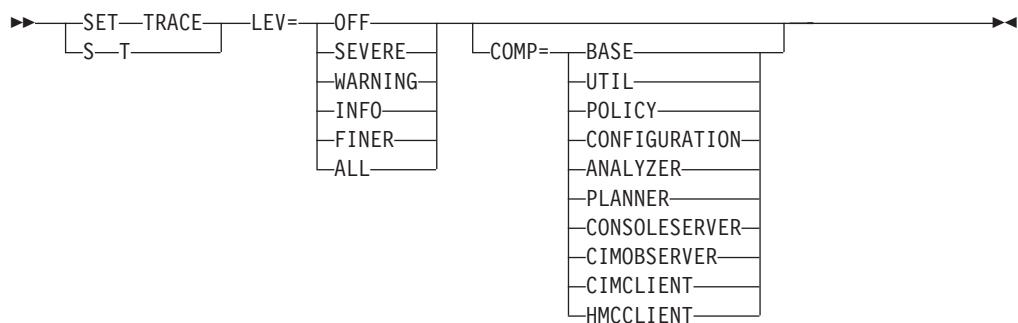 SET TRACE LEV= OFF
S T SEVERE COMP= BASE
WARNING UTIL
INFO POLICY
FINER CONFIGURATION
ALL ANALYZER
PLANNER
CONSOLESERVER
CIMOBSERVER
CIMCLIENT
HMCCLIENT